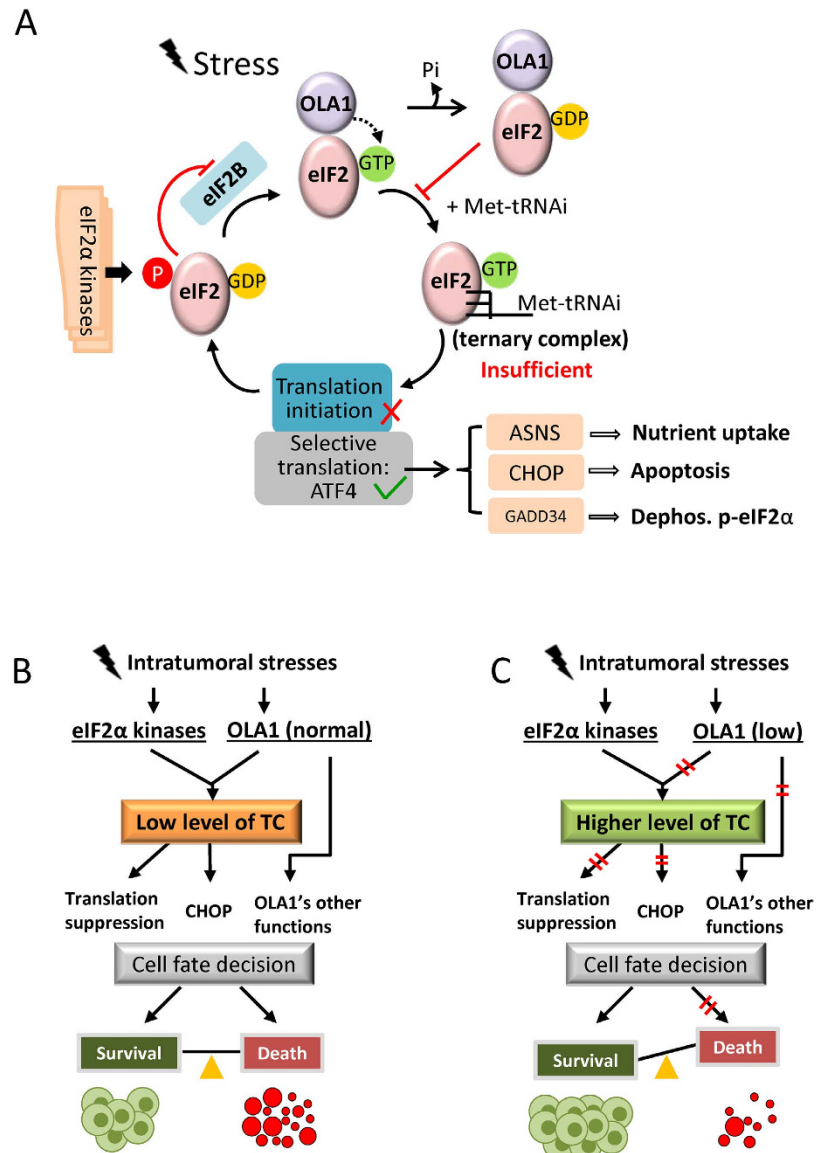 A
Stress
OLA1
Pi
OLA1
eIF2
GDP
eIF2
GTP
eIF2B
+ Met-tRNAi
eIF2α kinases
P
eIF2
GDP
eIF2
GTP
Met-tRNAi
(ternary complex)
Insufficient
Translation
initiation
Selective
translation:
ATF4
ASNS
Nutrient uptake
CHOP
Apoptosis
GADD34
Dephos. p-eIF2α
B
Intratumoral stresses
eIF2α kinases
OLA1 (normal)
Low level of TC
Translation
suppression
CHOP
OLA1's other
functions
Cell fate decision
Survival
Death
C
Intratumoral stresses
eIF2α kinases
OLA1 (low)
Higher level of TC
Translation
suppression
CHOP
OLA1's other
functions
Cell fate decision
Survival
Death